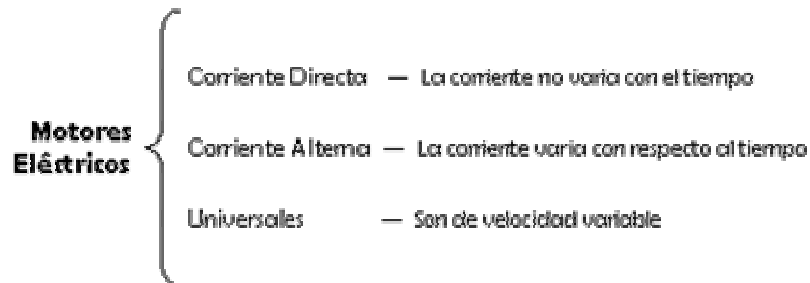 Corriente Directa — La corriente no varia con el tiempo
Motores
Eléctricos
Corriente Alterna — La corriente varia con respecto al tiempo
Universales — Son de velocidad variable